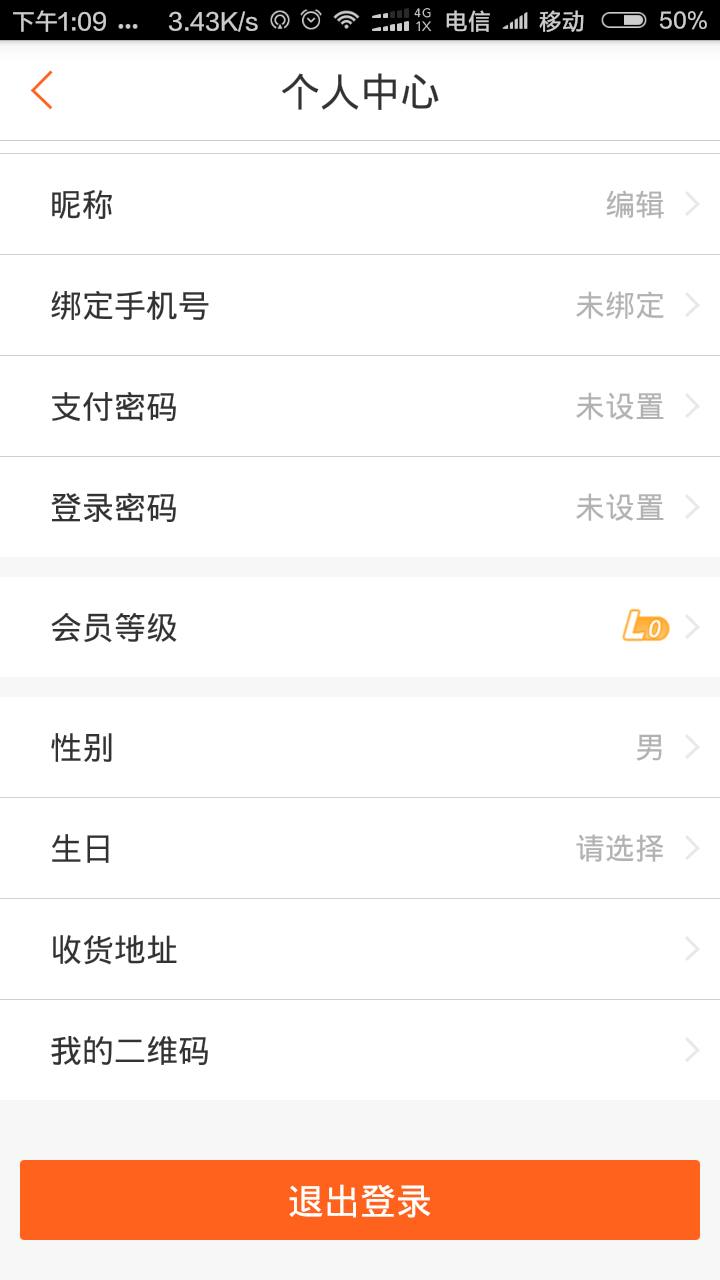 下午1:09 ... 3.43K/s 4G 1X 电信 移动 50%
个人中心
昵称 编辑
绑定手机号 未绑定
支付密码 未设置
登录密码 未设置
会员等级 L0
性别 男
生日 请选择
收货地址
我的二维码
退出登录